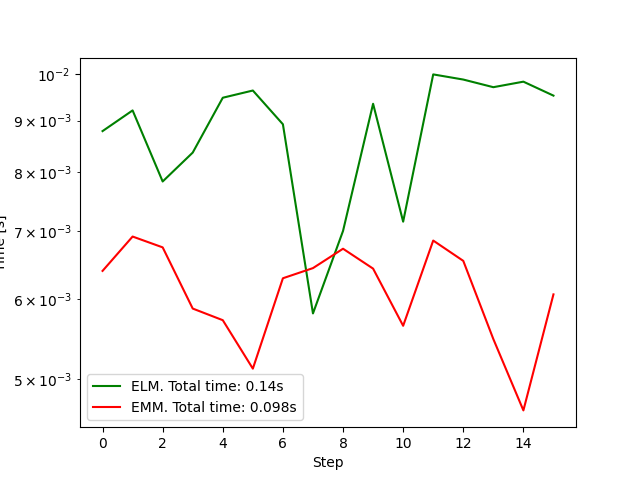 10⁻²
9 × 10⁻³
8 × 10⁻³
7 × 10⁻³
6 × 10⁻³
5 × 10⁻³
Time [s]
ELM. Total time: 0.14s
EMM. Total time: 0.098s
0 2 4 6 8 10 12 14
Step